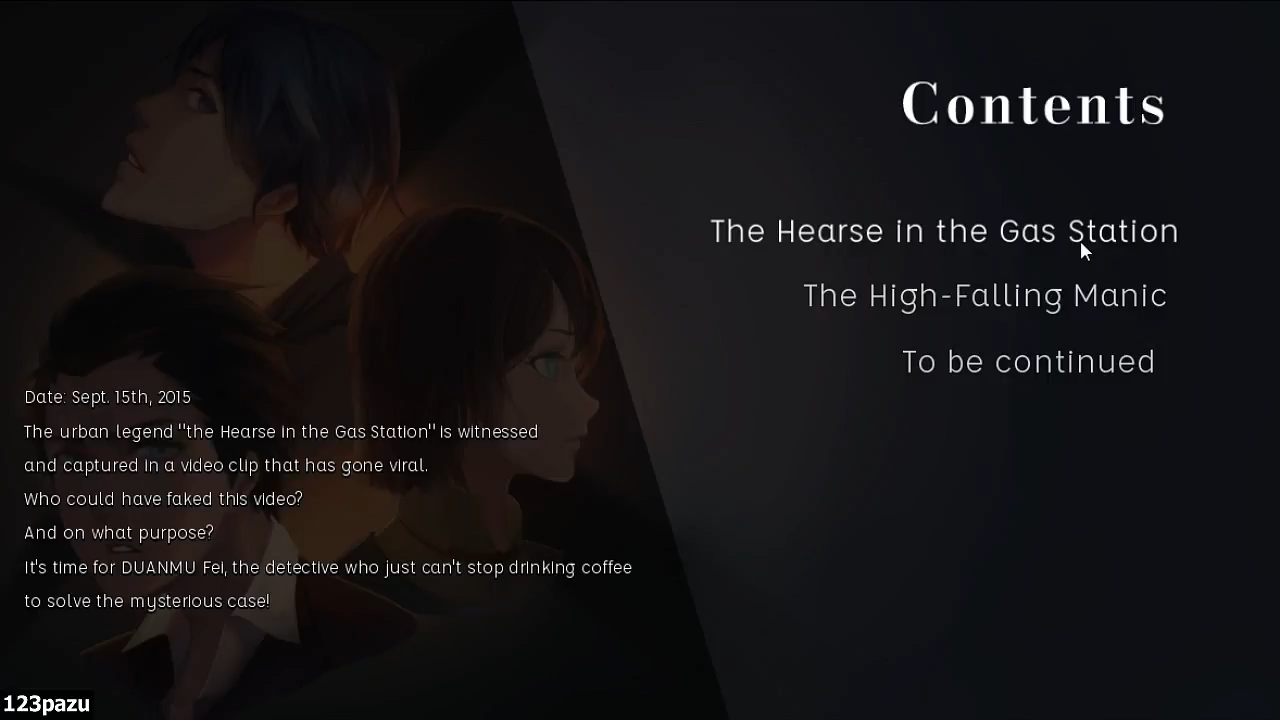 Contents
The Hearse in the Gas Station
The High-Falling Manic
To be continued
Date: Sept. 15th, 2015
The urban legend "the Hearse in the Gas Station" is witnessed
and captured in a video clip that has gone viral.
Who could have faked this video?
And on what purpose?
It's time for DUANMU Fei, the detective who just can't stop drinking coffee
to solve the mysterious case!
123pazu